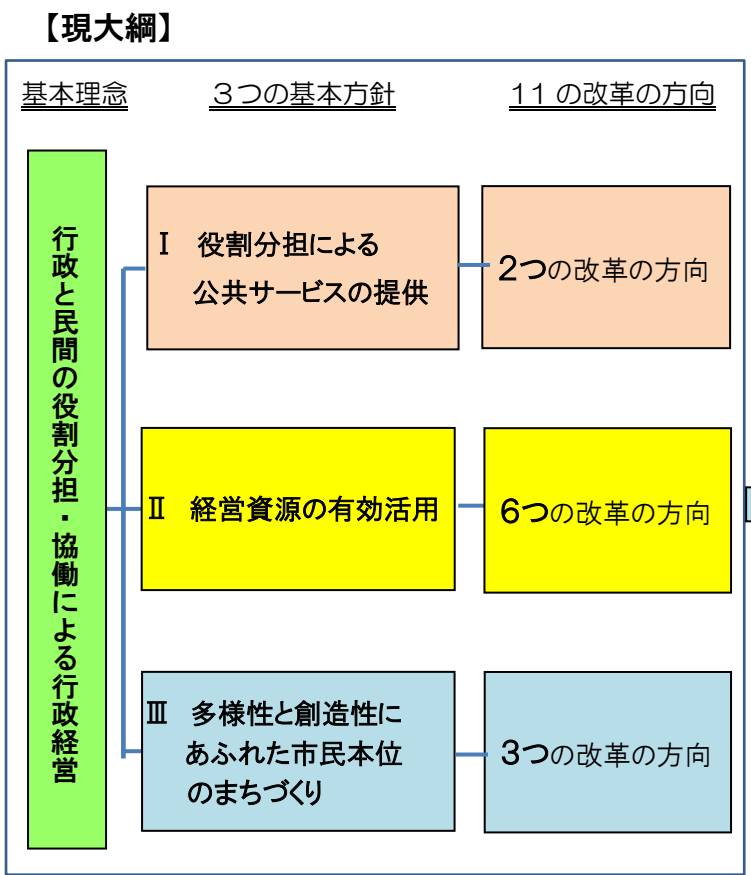 【現大綱】
基本理念 3つの基本方針 11の改革の方向
行政と民間の役割分担・協働による行政経営
Ⅰ 役割分担による
公共サービスの提供
2つの改革の方向
Ⅱ 経営資源の有効活用
6つの改革の方向
Ⅲ 多様性と創造性に
あふれた市民本位
のまちづくり
3つの改革の方向